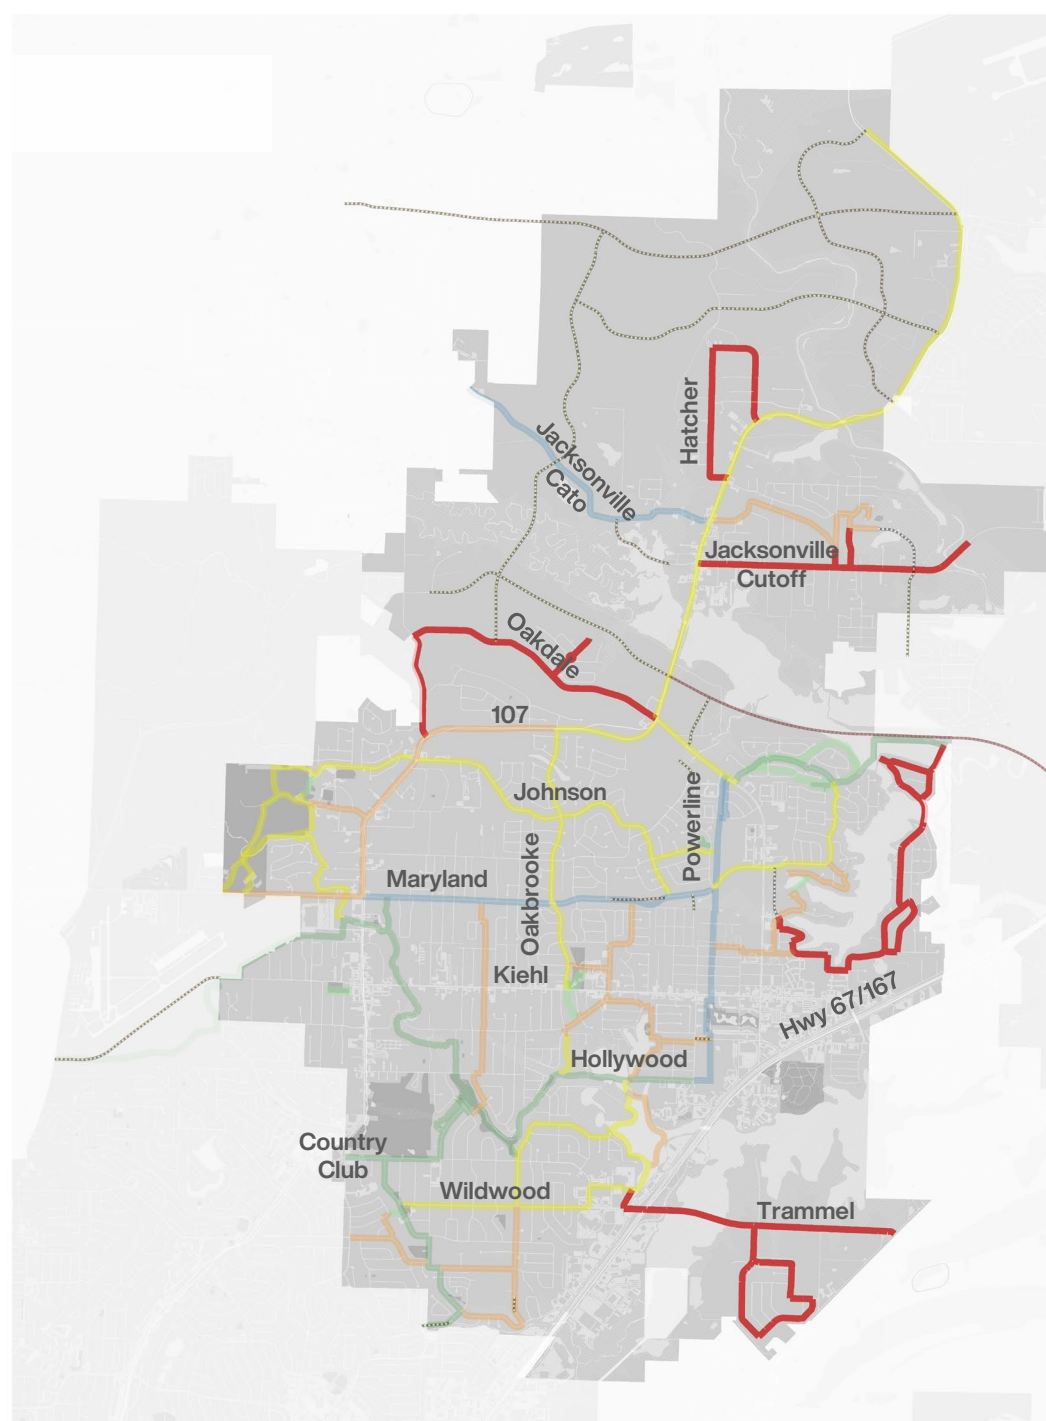 Hatcher
Jacksonville
Cato
Jacksonville
Cutoff
Oakdale
107
Johnson
Powerline
Oakbrooke
Maryland
Kiehl
Hwy 67/167
Hollywood
Country
Club
Wildwood
Trammel